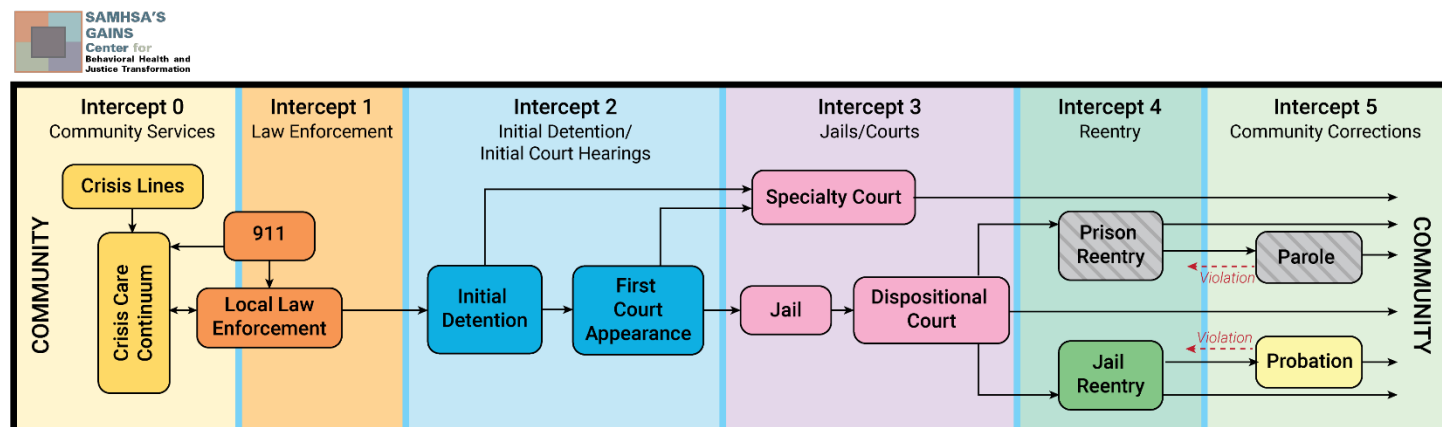 SAMHSA'S
GAINS
Center for
Behavioral Health and
Justice Transformation
Intercept 0
Community Services
Intercept 1
Law Enforcement
Intercept 2
Initial Detention/
Initial Court Hearings
Intercept 3
Jails/Courts
Intercept 4
Reentry
Intercept 5
Community Corrections
COMMUNITY
Crisis Lines
Crisis Care
Continuum
911
Local Law
Enforcement
Initial
Detention
First
Court
Appearance
Specialty Court
Jail
Dispositional
Court
Prison
Reentry
Violation
Parole
Jail
Reentry
Violation
Probation
COMMUNITY